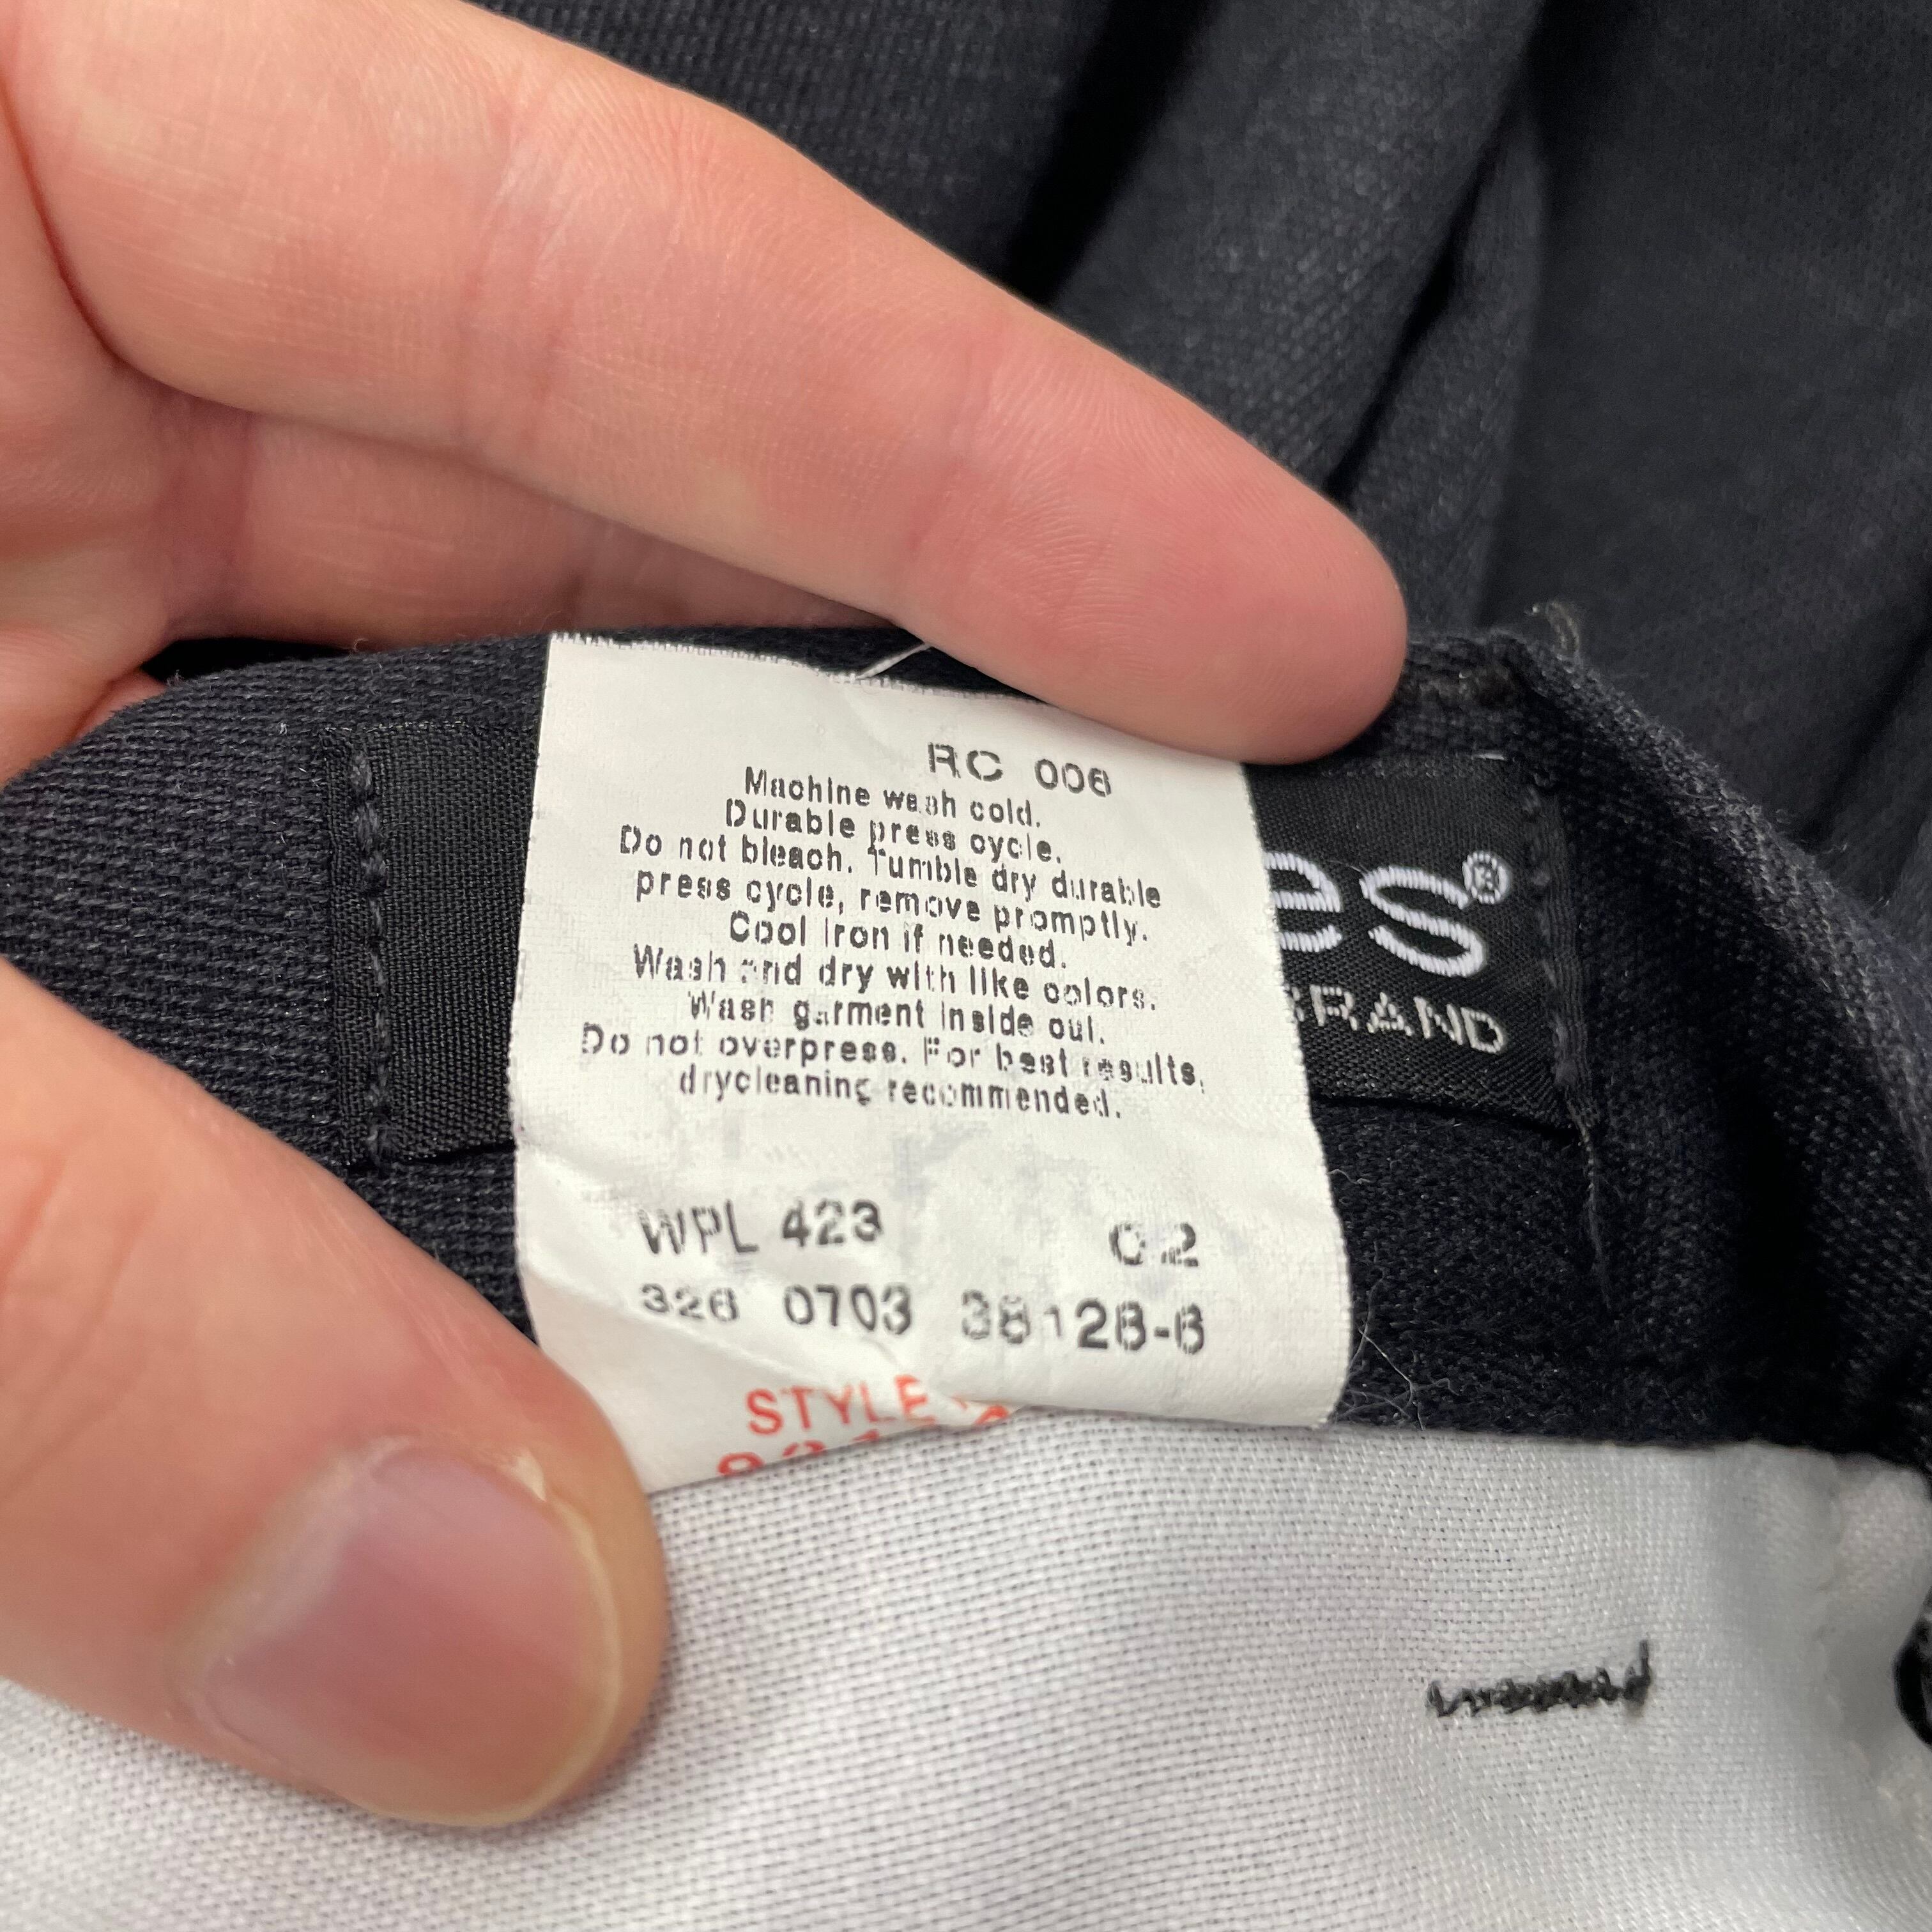 RC 006
Machine wash cold.
Durable press cycle.
Do not bleach. Tumble dry durable
press cycle, remove promptly.
Cool iron if needed.
Wash and dry with like colors.
Wash garment inside out.
Do not overpress. For best results,
drycleaning recommended.
WPL 423 02
326 0703 38128-6
STYLE
es®
BRAND